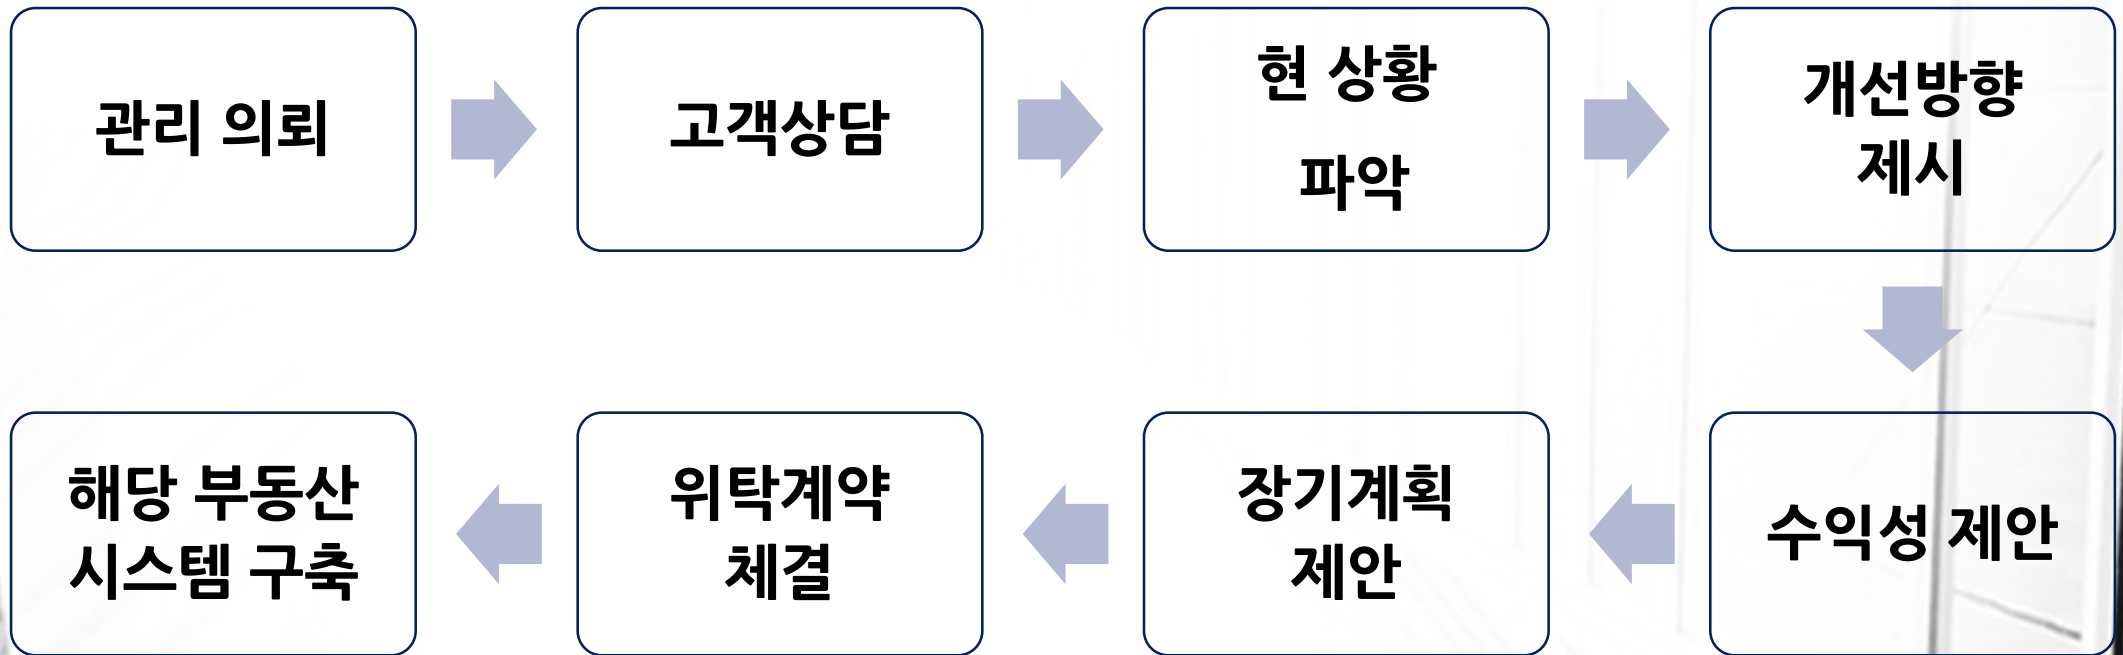 관리 의뢰
고객상담
현 상황
파악
개선방향
제시
수익성 제안
장기계획
제안
위탁계약
체결
해당 부동산
시스템 구축